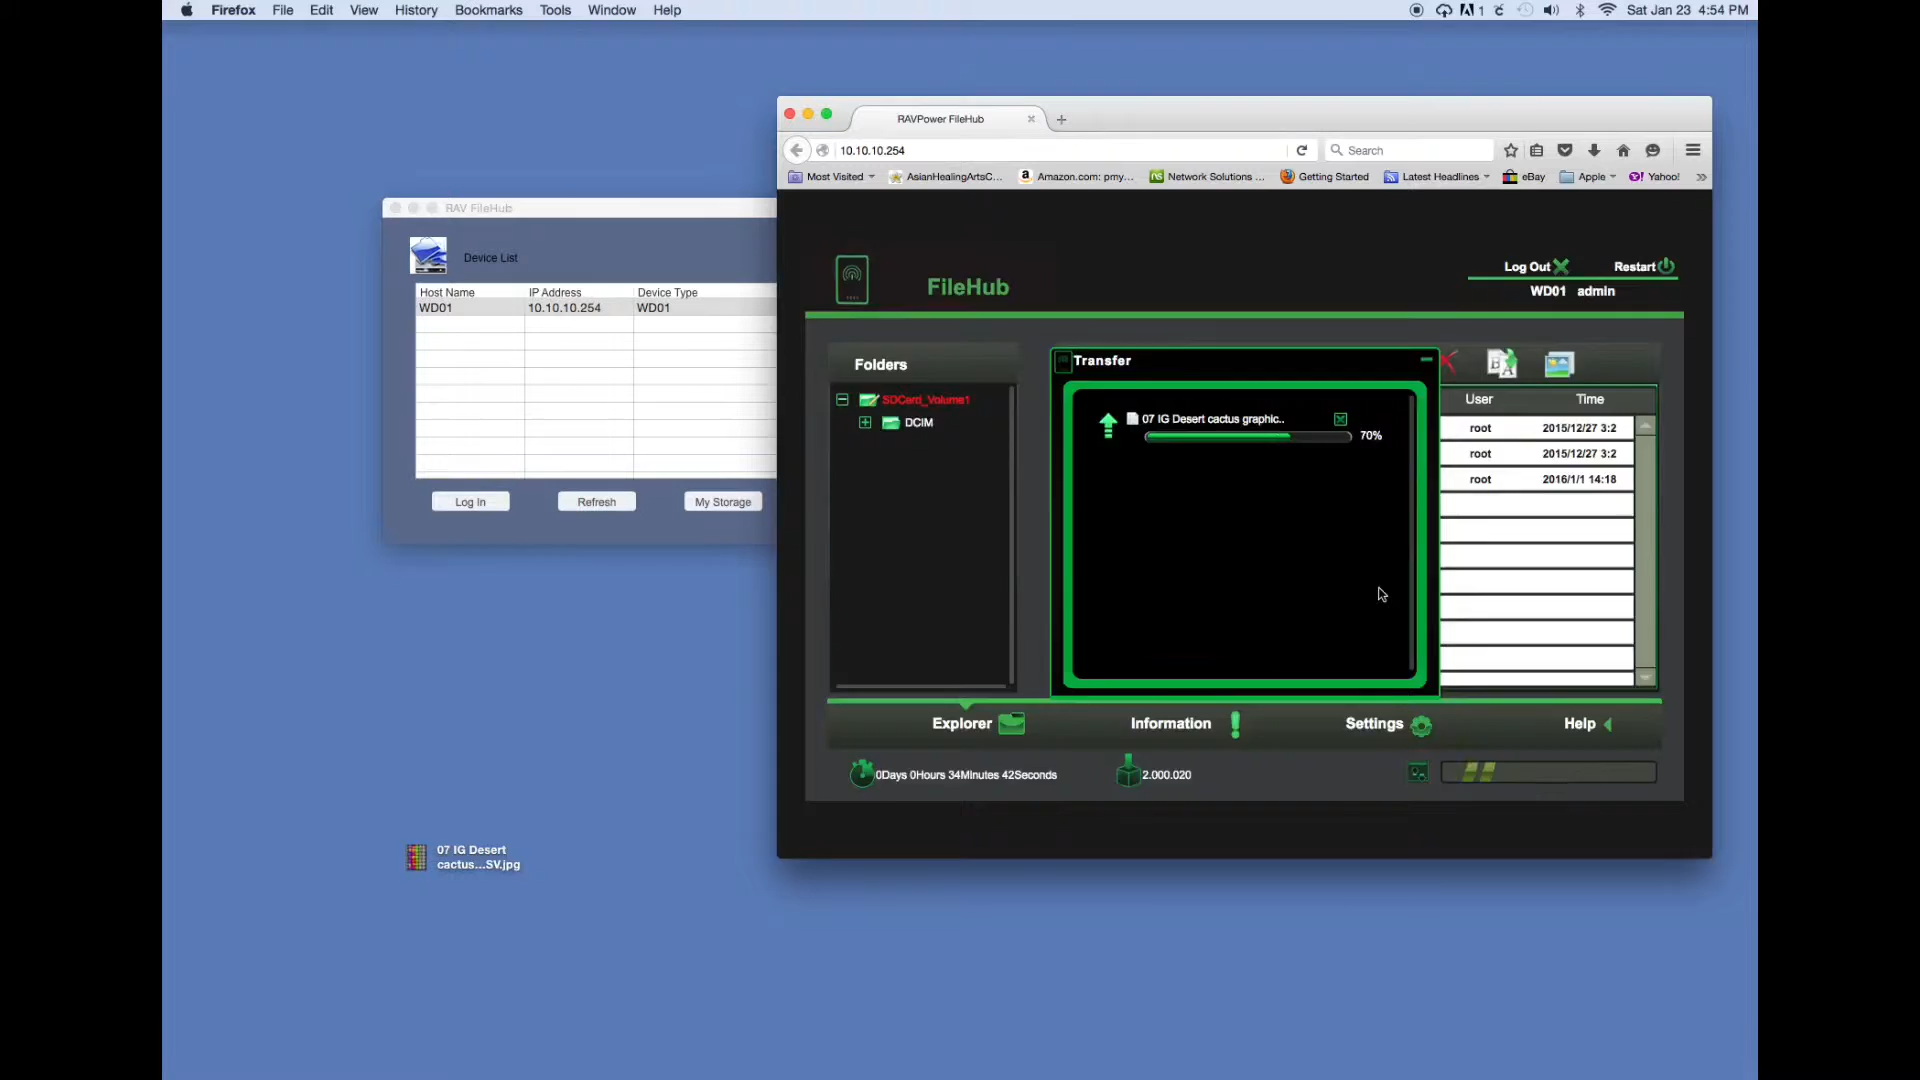 Firefox File Edit View History Bookmarks Tools Window Help
1
Sat Jan 23 4:54 PM
RAVPower FileHub
10.10.10.254
Search
Most Visited
AsianHealingArtsC...
Amazon.com: pmy...
Network Solutions ...
Getting Started
Latest Headlines
eBay
Apple
Yahoo!
RAV FileHub
Device List
Host Name IP Address Device Type
WD01 10.10.10.254 WD01
Log In Refresh My Storage
FileHub
Log Out Restart
WD01 admin
Folders
SDCard_Volume1
DCIM
Transfer
07 IG Desert cactus graphic..
70%
User Time
root 2015/12/27 3:2
root 2015/12/27 3:2
root 2016/1/1 14:18
Explorer Information Settings Help
0Days 0Hours 34Minutes 42Seconds
2.000.020
07 IG Desert
cactus...SV.jpg